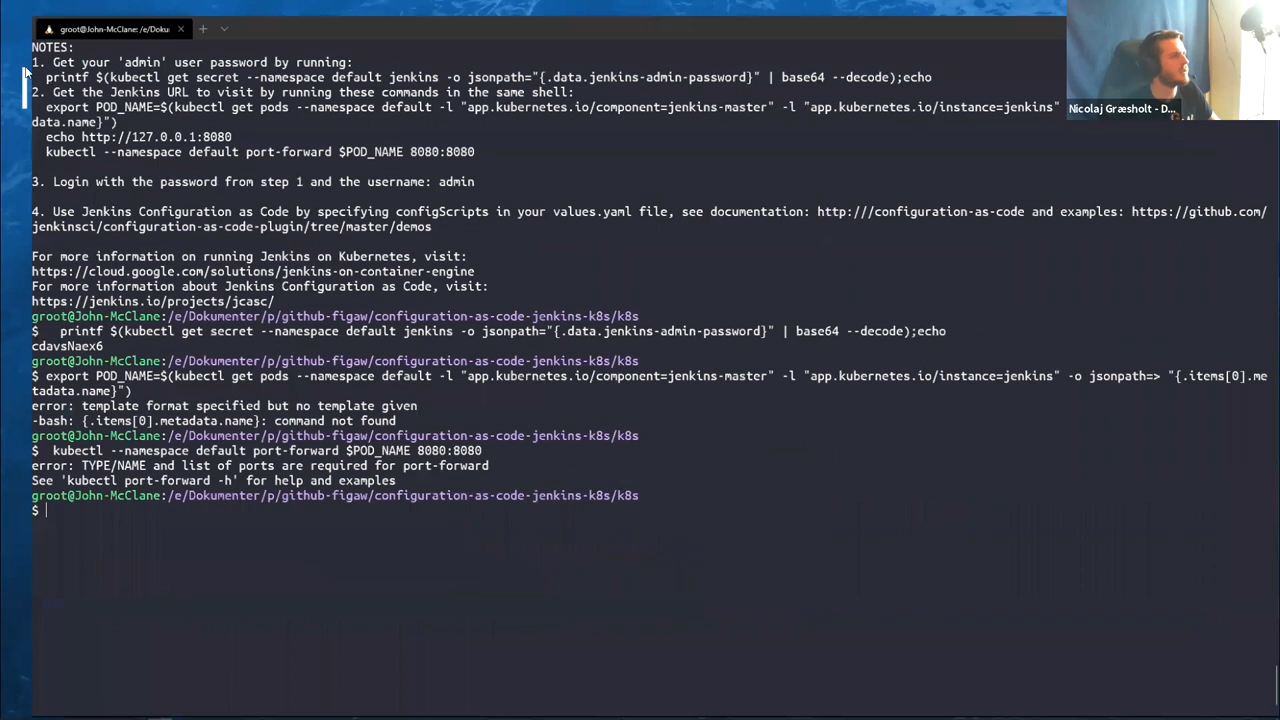 groot@John-McClane:/e/Doku
NOTES:
1. Get your 'admin' user password by running:
printf $(kubectl get secret --namespace default jenkins -o jsonpath="{.data.jenkins-admin-password}" | base64 --decode);echo
2. Get the Jenkins URL to visit by running these commands in the same shell:
export POD_NAME=$(kubectl get pods --namespace default -l "app.kubernetes.io/component=jenkins-master" -l "app.kubernetes.io/instance=jenkins"
data.name}")
echo http://127.0.0.1:8080
kubectl --namespace default port-forward $POD_NAME 8080:8080
3. Login with the password from step 1 and the username: admin
4. Use Jenkins Configuration as Code by specifying configScripts in your values.yaml file, see documentation: http:///configuration-as-code and examples: https://github.com/
jenkinsci/configuration-as-code-plugin/tree/master/demos
For more information on running Jenkins on Kubernetes, visit:
https://cloud.google.com/solutions/jenkins-on-container-engine
For more information about Jenkins Configuration as Code, visit:
https://jenkins.io/projects/jcasc/
groot@John-McClane:/e/Dokumenter/p/github-figaw/configuration-as-code-jenkins-k8s/k8s
$ printf $(kubectl get secret --namespace default jenkins -o jsonpath="{.data.jenkins-admin-password}" | base64 --decode);echo
cdavsNaex6
groot@John-McClane:/e/Dokumenter/p/github-figaw/configuration-as-code-jenkins-k8s/k8s
$ export POD_NAME=$(kubectl get pods --namespace default -l "app.kubernetes.io/component=jenkins-master" -l "app.kubernetes.io/instance=jenkins" -o jsonpath=> "{.items[0].me
tadata.name}")
error: template format specified but no template given
-bash: {.items[0].metadata.name}: command not found
groot@John-McClane:/e/Dokumenter/p/github-figaw/configuration-as-code-jenkins-k8s/k8s
$ kubectl --namespace default port-forward $POD_NAME 8080:8080
error: TYPE/NAME and list of ports are required for port-forward
See 'kubectl port-forward -h' for help and examples
groot@John-McClane:/e/Dokumenter/p/github-figaw/configuration-as-code-jenkins-k8s/k8s
$
Nicolaj Græsholt - D...